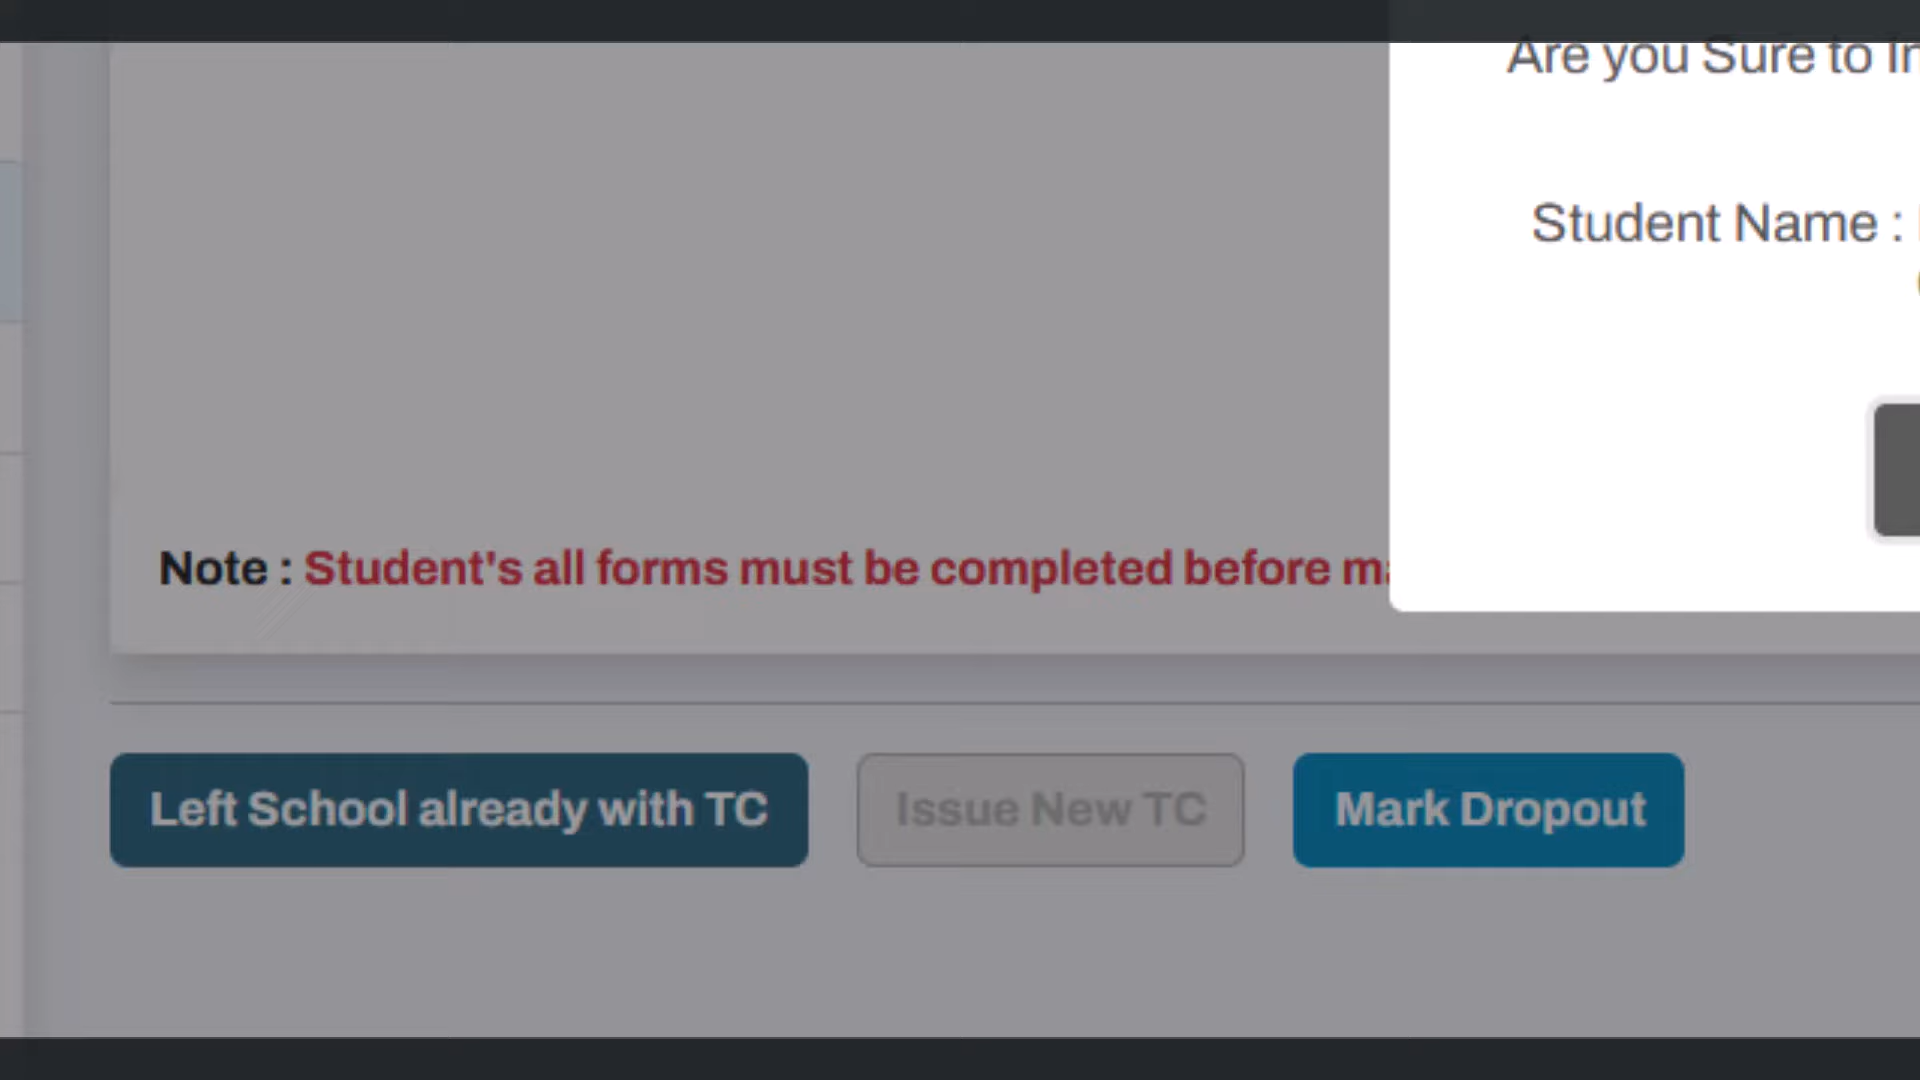 Are you Sure to
Student Name :
Note : Student's all forms must be completed before
Left School already with TC
Issue New TC
Mark Dropout